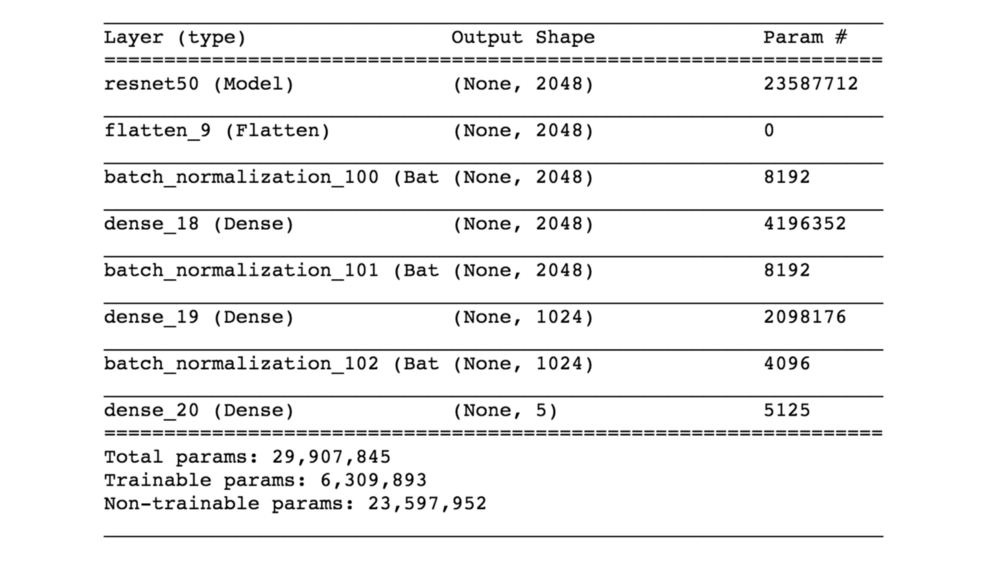 Layer (type) Output Shape Param #
=================================================================
resnet50 (Model) (None, 2048) 23587712
flatten_9 (Flatten) (None, 2048) 0
batch_normalization_100 (Bat (None, 2048) 8192
dense_18 (Dense) (None, 2048) 4196352
batch_normalization_101 (Bat (None, 2048) 8192
dense_19 (Dense) (None, 1024) 2098176
batch_normalization_102 (Bat (None, 1024) 4096
dense_20 (Dense) (None, 5) 5125
=================================================================
Total params: 29,907,845
Trainable params: 6,309,893
Non-trainable params: 23,597,952